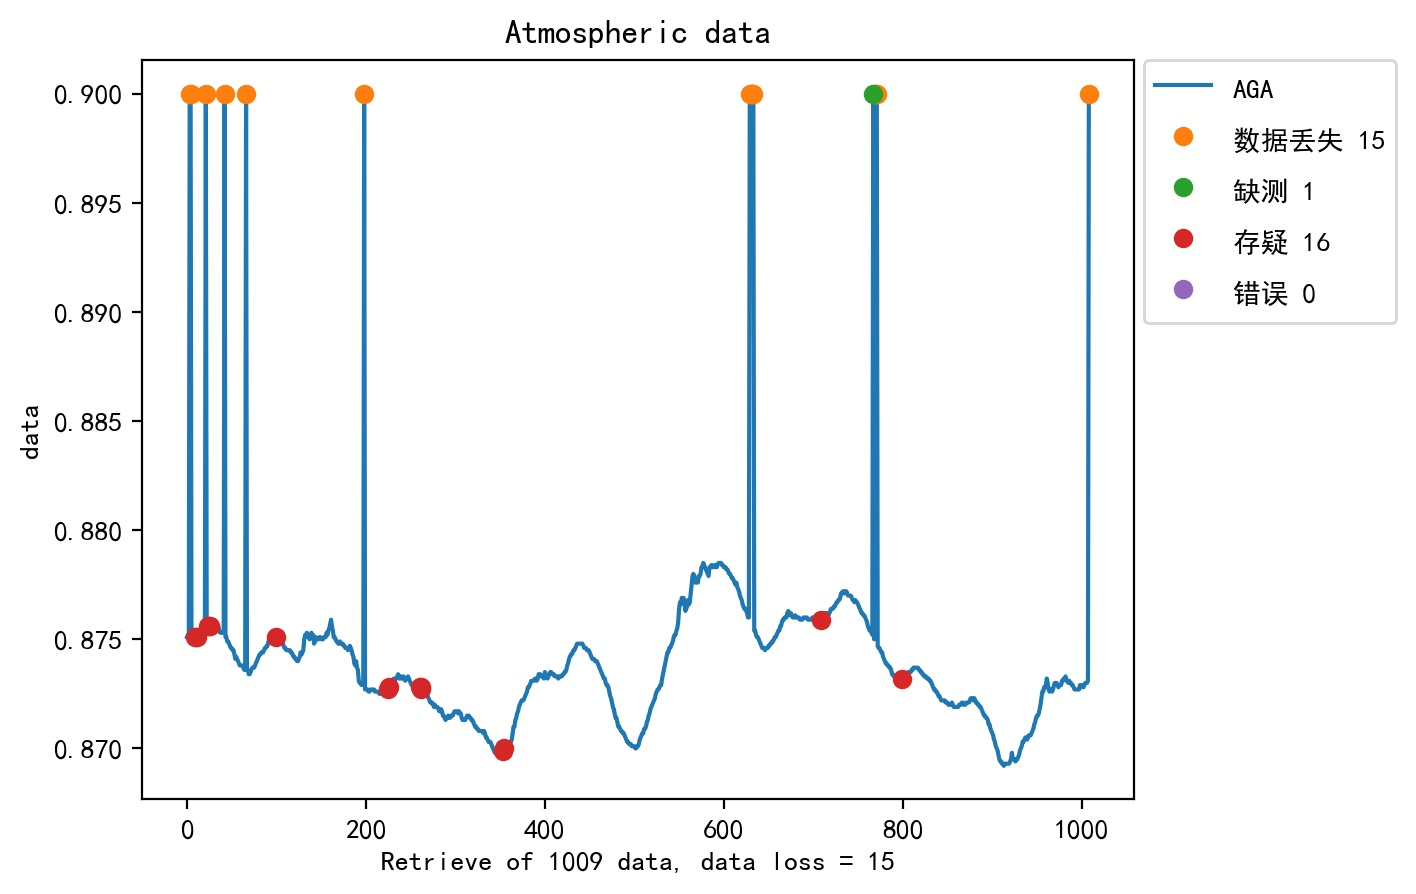 Atmospheric data
0.900
0.895
0.890
0.885
0.880
0.875
0.870
data
0 200 400 600 800 1000
Retrieve of 1009 data, data loss = 15
AGA
数据丢失 15
缺测 1
存疑 16
错误 0